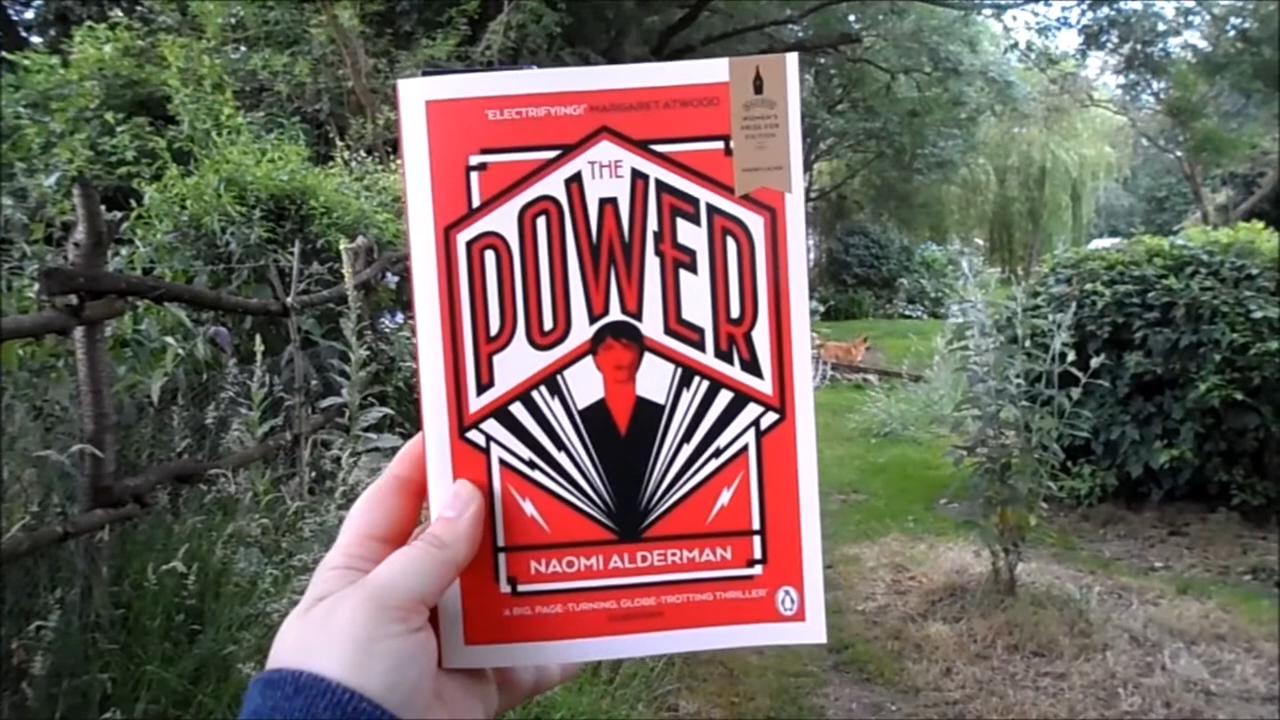 'ELECTRIFYING!' MARGARET ATWOOD
WOMEN'S
PRIZE FOR
FICTION
THE
POWER
NAOMI ALDERMAN
'A BIG, PAGE-TURNING, GLOBE-TROTTING THRILLER'